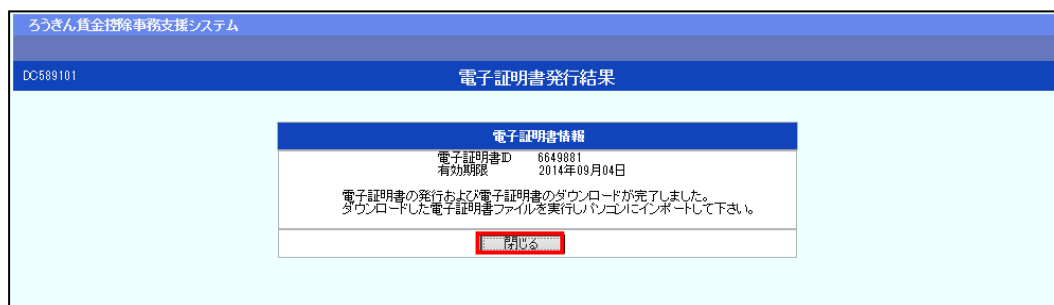 ろうきん賃金控除事務支援システム
DC589101
電子証明書発行結果
電子証明書情報
電子証明書ID 6649881
有効期限 2014年09月04日
電子証明書の発行および電子証明書のダウンロードが完了しました。
ダウンロードした電子証明書ファイルを実行しパソコンにインポートして下さい。
閉じる